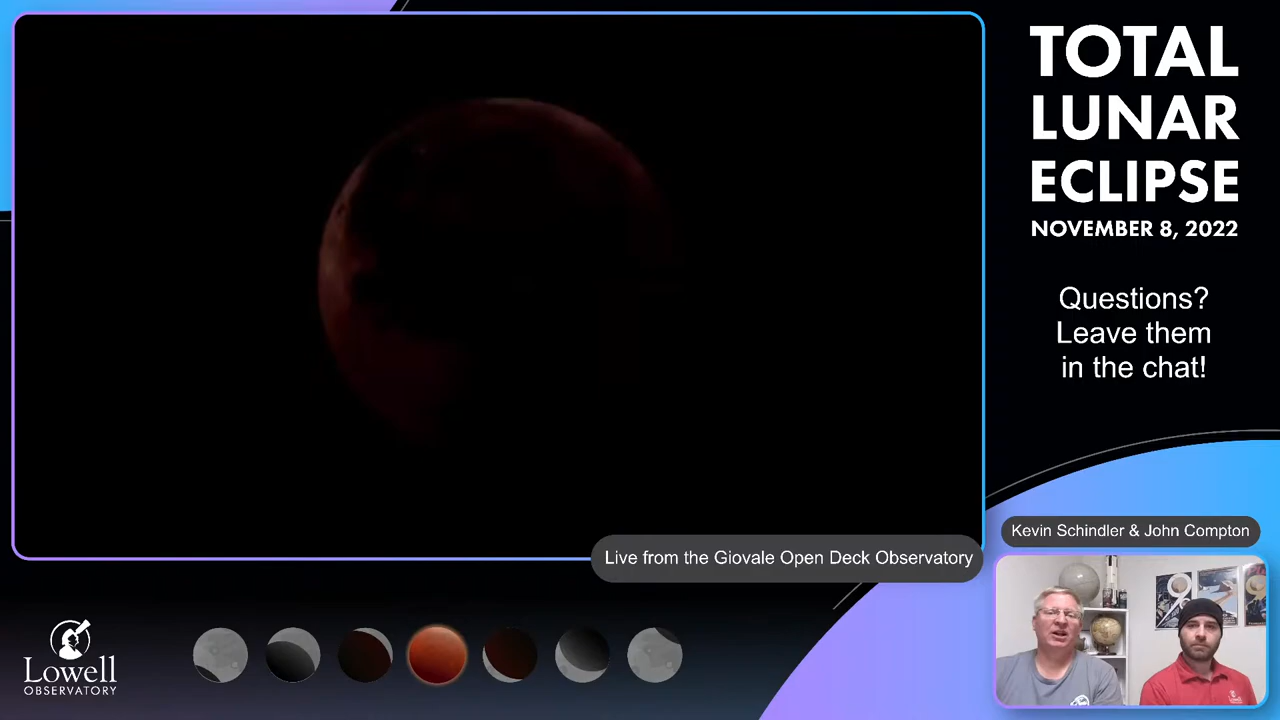 TOTAL
LUNAR
ECLIPSE
NOVEMBER 8, 2022
Questions?
Leave them
in the chat!
Kevin Schindler & John Compton
Live from the Giovale Open Deck Observatory
Lowell
OBSERVATORY